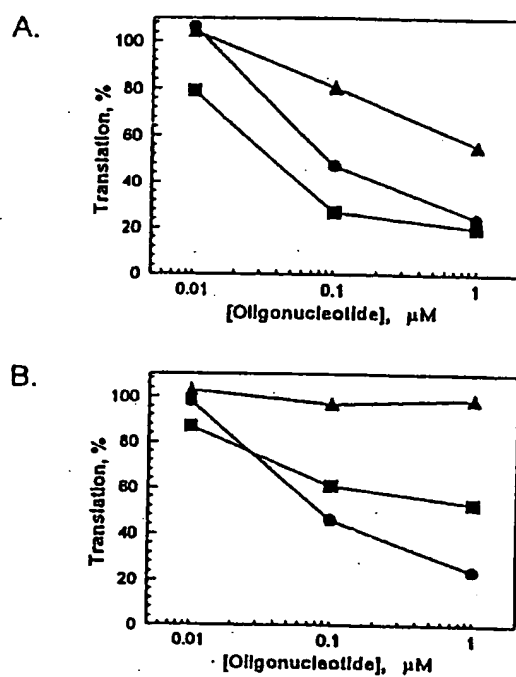 A.
100
80
60
40
20
0
Translation, %
0.01 0.1 1
[Oligonucleotide], μM
B.
100
80
60
40
20
0
Translation, %
0.01 0.1 1
[Oligonucleotide], μM